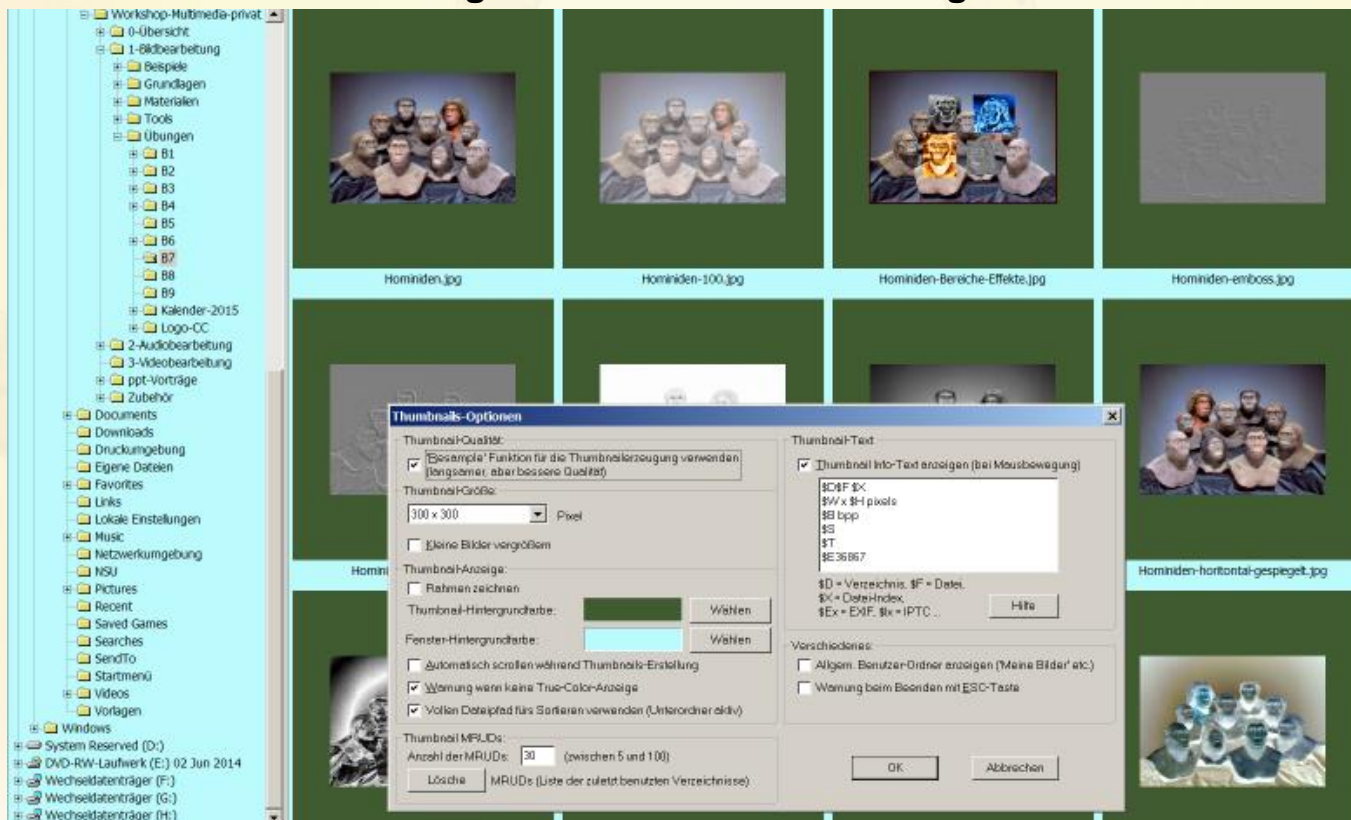 Workshop-Multimedia-privat
0-Übersicht
1-Bildbearbeitung
Beispiele
Grundlagen
Materialien
Tools
Übungen
B1
B2
B3
B4
B5
B6
B7
B8
B9
Kalender-2015
Logo-CC
2-Audiobearbeitung
3-Videobearbeitung
ppt-Vorträge
Zubehör
Documents
Downloads
Druckumgebung
Eigene Dateien
Favorites
Links
Lokale Einstellungen
Music
Netzwerkumgebung
NSU
Pictures
Recent
Saved Games
Searches
SendTo
Startmenü
Videos
Vorlagen
Windows
System Reserved (D:)
DVD-RW-Laufwerk (E:) 02 Jun 2014
Wechseldatenträger (F:)
Wechseldatenträger (G:)
Wechseldatenträger (H:)
Hominiden.jpg
Hominiden-100.jpg
Hominiden-Bereiche-Effekte.jpg
Hominiden-emboss.jpg
Hominiden-horitontal-gespiegelt.jpg
Thumbnails-Optionen
Thumbnail-Qualität:
'Resample' Funktion für die Thumbnailerzeugung verwenden
(langsamer, aber bessere Qualität)
Thumbnail-Größe:
300 x 300 Pixel
Kleine Bilder vergrößern
Thumbnail-Anzeige:
Rahmen zeichnen
Thumbnail-Hintergrundfarbe: Wählen
Fenster-Hintergrundfarbe: Wählen
Automatisch scrollen während Thumbnails-Erstellung
Warnung wenn keine True-Color-Anzeige
Vollen Dateipfad fürs Sortieren verwenden (Unterordner aktiv)
Thumbnail MRUDs:
Anzahl der MRUDs: 30 (zwischen 5 und 100)
Lösche MRUDs (Liste der zuletzt benutzten Verzeichnisse)
Thumbnail-Text
Thumbnail Info-Text anzeigen (bei Mausbewegung)
$D$F $X
$W x $H pixels
$B bpp
$S
$T
$E36867
$D = Verzeichnis, $F = Datei,
$X = Datei-Index,
$Ex = EXIF, $Ix = IPTC ...
Hilfe
Verschiedenes:
Allgem. Benutzer-Ordner anzeigen ('Meine Bilder' etc.)
Warnung beim Beenden mit ESC-Taste
OK Abbrechen